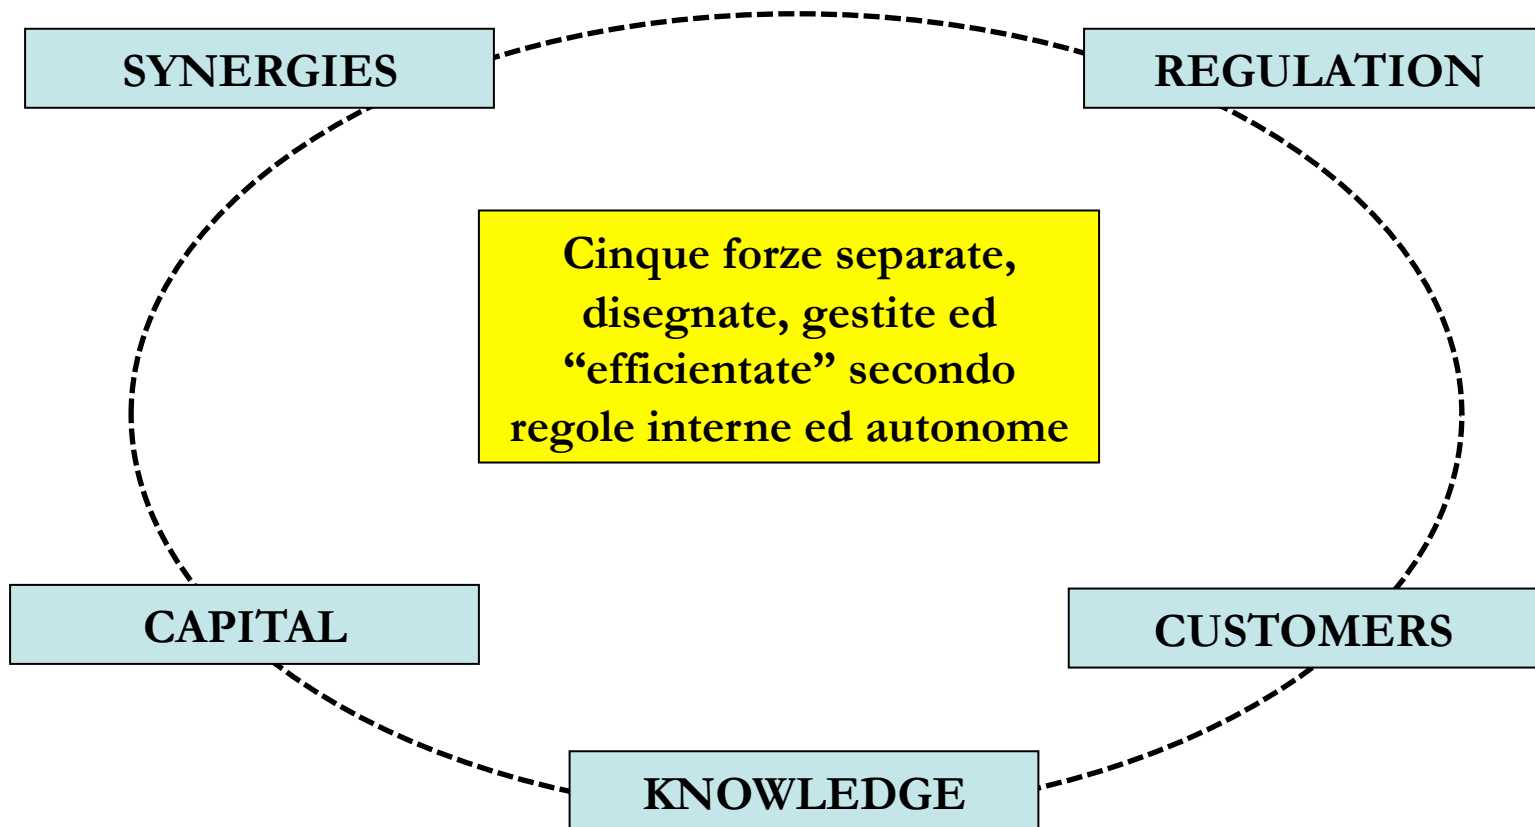 SYNERGIES
REGULATION
Cinque forze separate,
disegnate, gestite ed
“efficientate” secondo
regole interne ed autonome
CAPITAL
CUSTOMERS
KNOWLEDGE